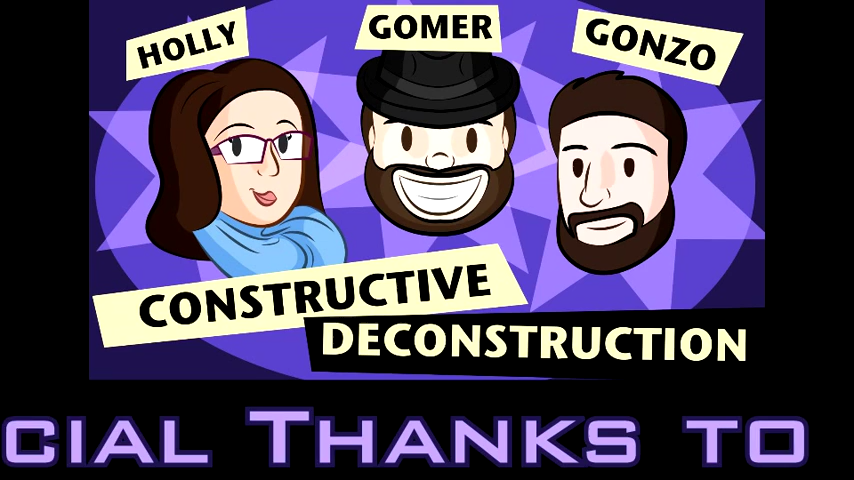 HOLLY
GOMER
GONZO
CONSTRUCTIVE
DECONSTRUCTION
CIAL THANKS TO